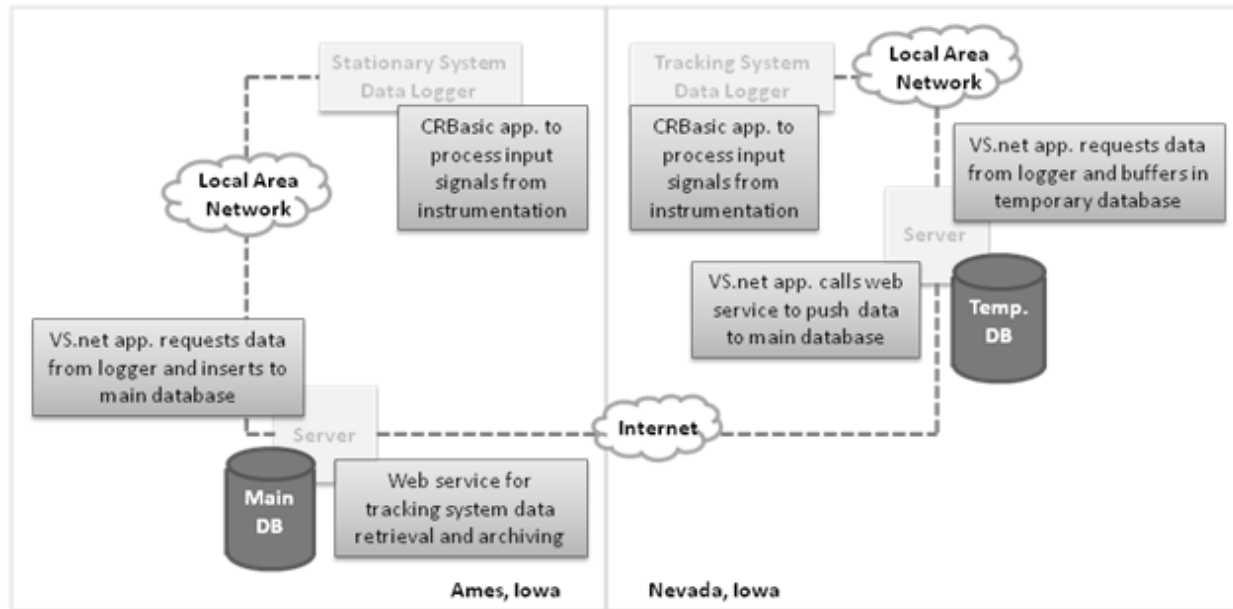 Stationary System
Data Logger
CRBasic app. to
process input
signals from
instrumentation
Local Area
Network
VS.net app. requests data
from logger and inserts to
main database
Server
Main
DB
Web service for
tracking system data
retrieval and archiving
Ames, Iowa
Internet
Tracking System
Data Logger
CRBasic app. to
process input
signals from
instrumentation
Local Area
Network
VS.net app. requests data
from logger and buffers in
temporary database
Server
VS.net app. calls web
service to push data
to main database
Temp.
DB
Nevada, Iowa